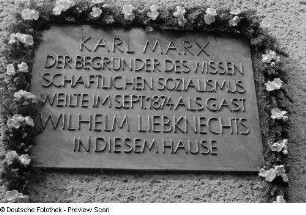 KARL MARX
DER BEGRÜNDER DES WISSEN
SCHAFTLICHEN SOZIALISMUS
WEILTE IM SEPT. 1874 ALS GAST
WILHELM LIEBKNECHTS
IN DIESEM HAUSE
© Deutsche Fotothek - Preview Scan